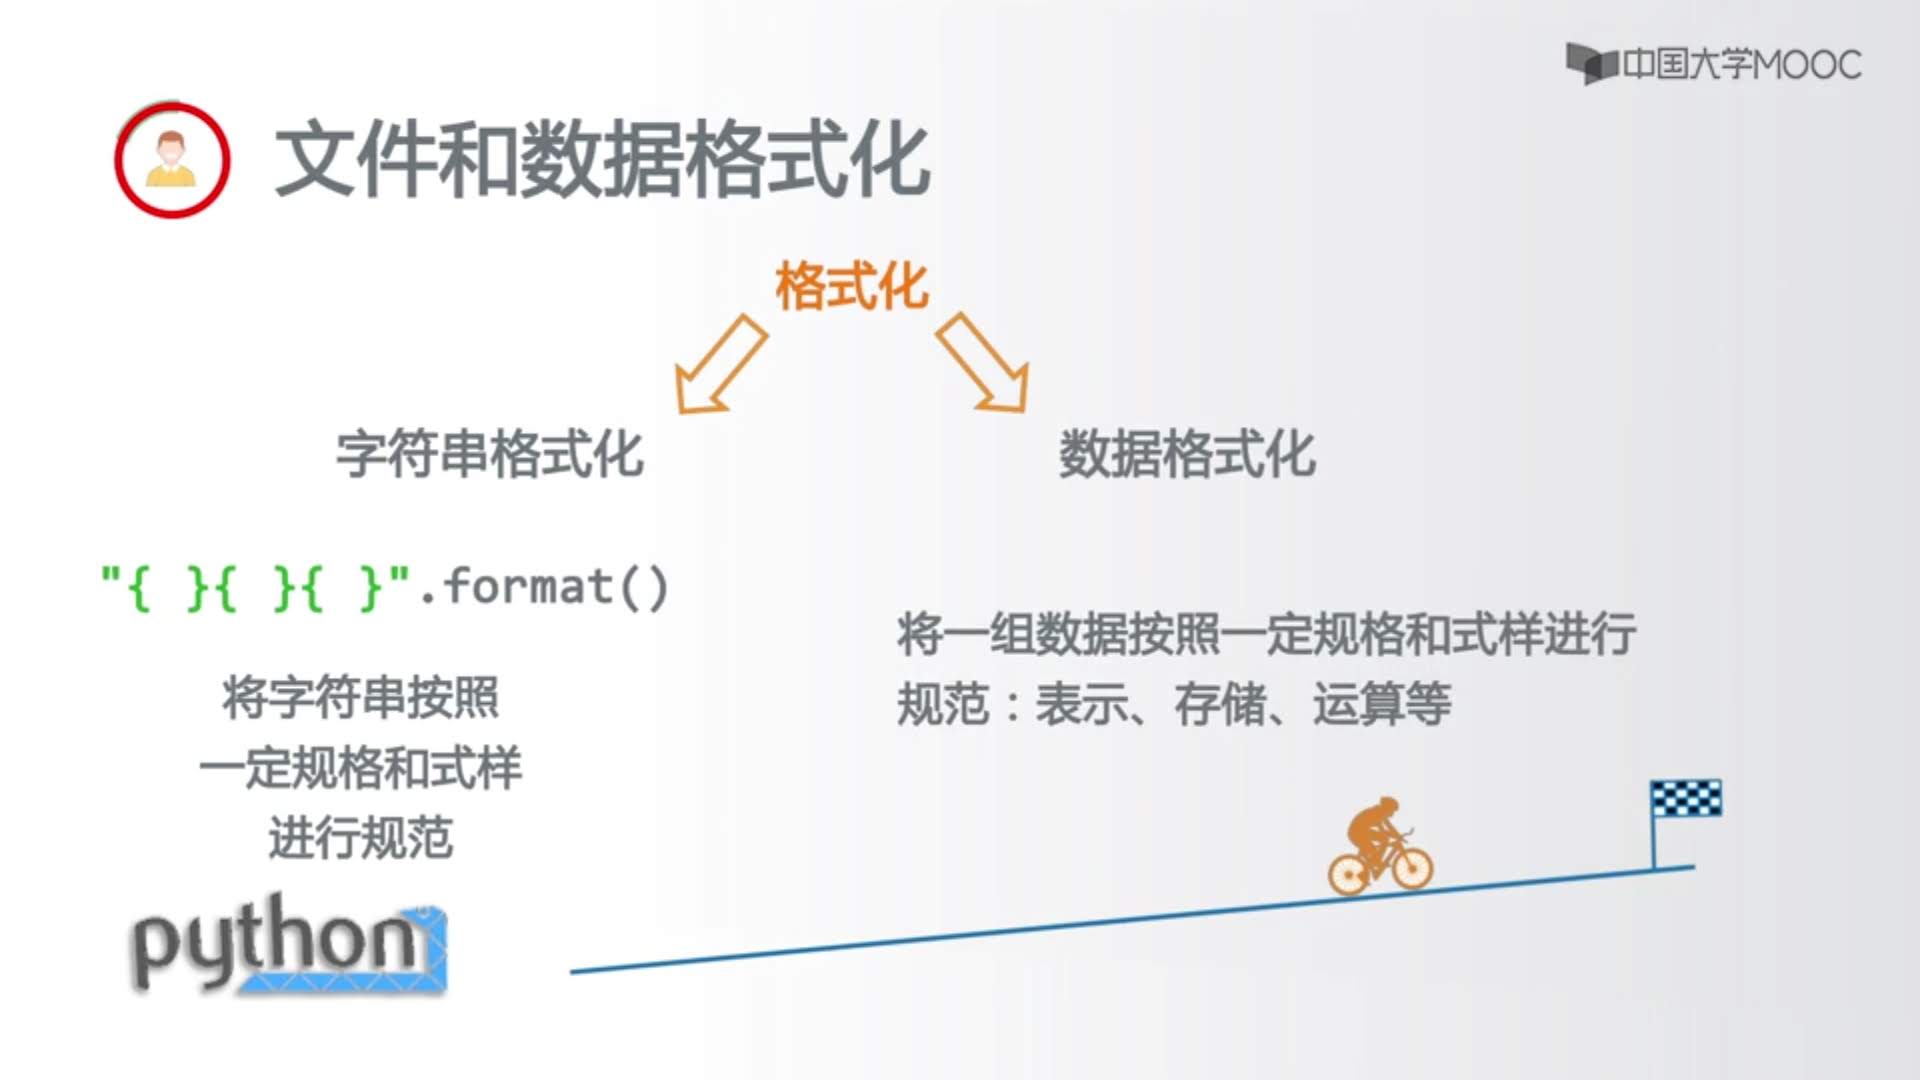 中国大学MOOC
文件和数据格式化
格式化
字符串格式化
数据格式化
"{ }{ }{ }".format()
将字符串按照
一定规格和式样
进行规范
将一组数据按照一定规格和式样进行
规范：表示、存储、运算等
python